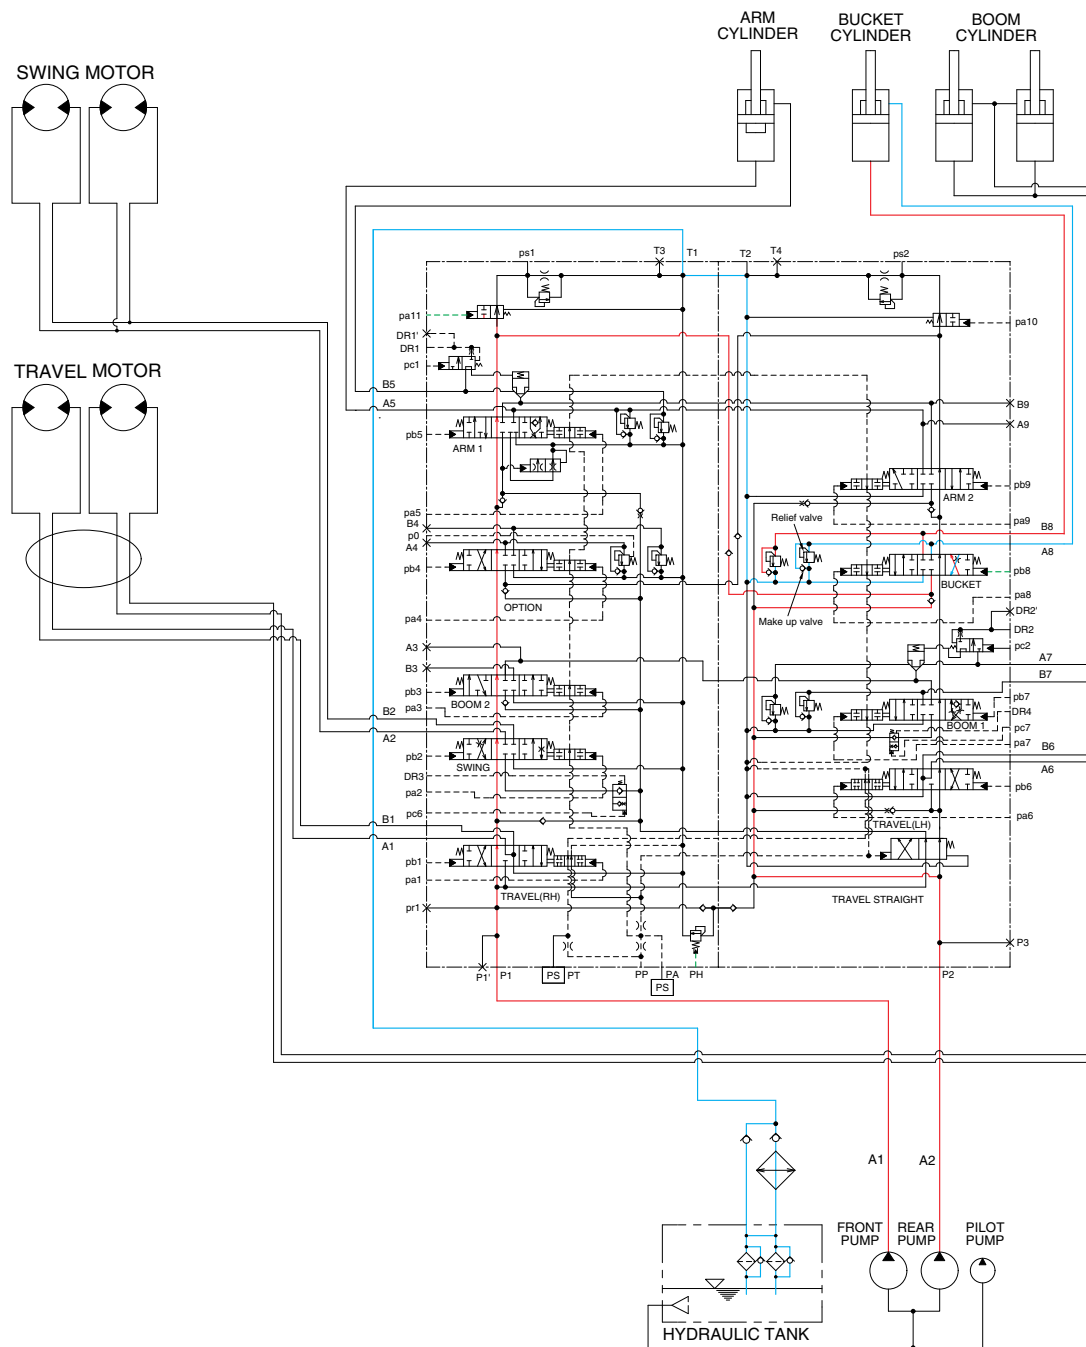 ARM
CYLINDER
BUCKET
CYLINDER
BOOM
CYLINDER
SWING MOTOR
TRAVEL MOTOR
ps1
T3
T1
T2
T4
ps2
pa11
pa10
DR1'
DR1
pc1
B5
A5
B9
A9
pb5
ARM 1
pb9
ARM 2
pa5
pa9
B4
p0
A4
Relief valve
B8
A8
pb4
OPTION
pb8
BUCKET
pa4
Make up valve
pa8
DR2'
DR2
pc2
A3
A7
B3
B7
pb3
pa3
BOOM 2
pb7
DR4
BOOM 1
pc7
pa7
B2
A2
B6
pb2
SWING
A6
DR3
pa2
pb6
pc6
pa6
B1
TRAVEL(LH)
A1
pb1
pa1
TRAVEL(RH)
TRAVEL STRAIGHT
pr1
P3
P1'
P1
PS
PT
PP
PA
PS
PH
P2
A1
A2
FRONT
PUMP
REAR
PUMP
PILOT
PUMP
HYDRAULIC TANK